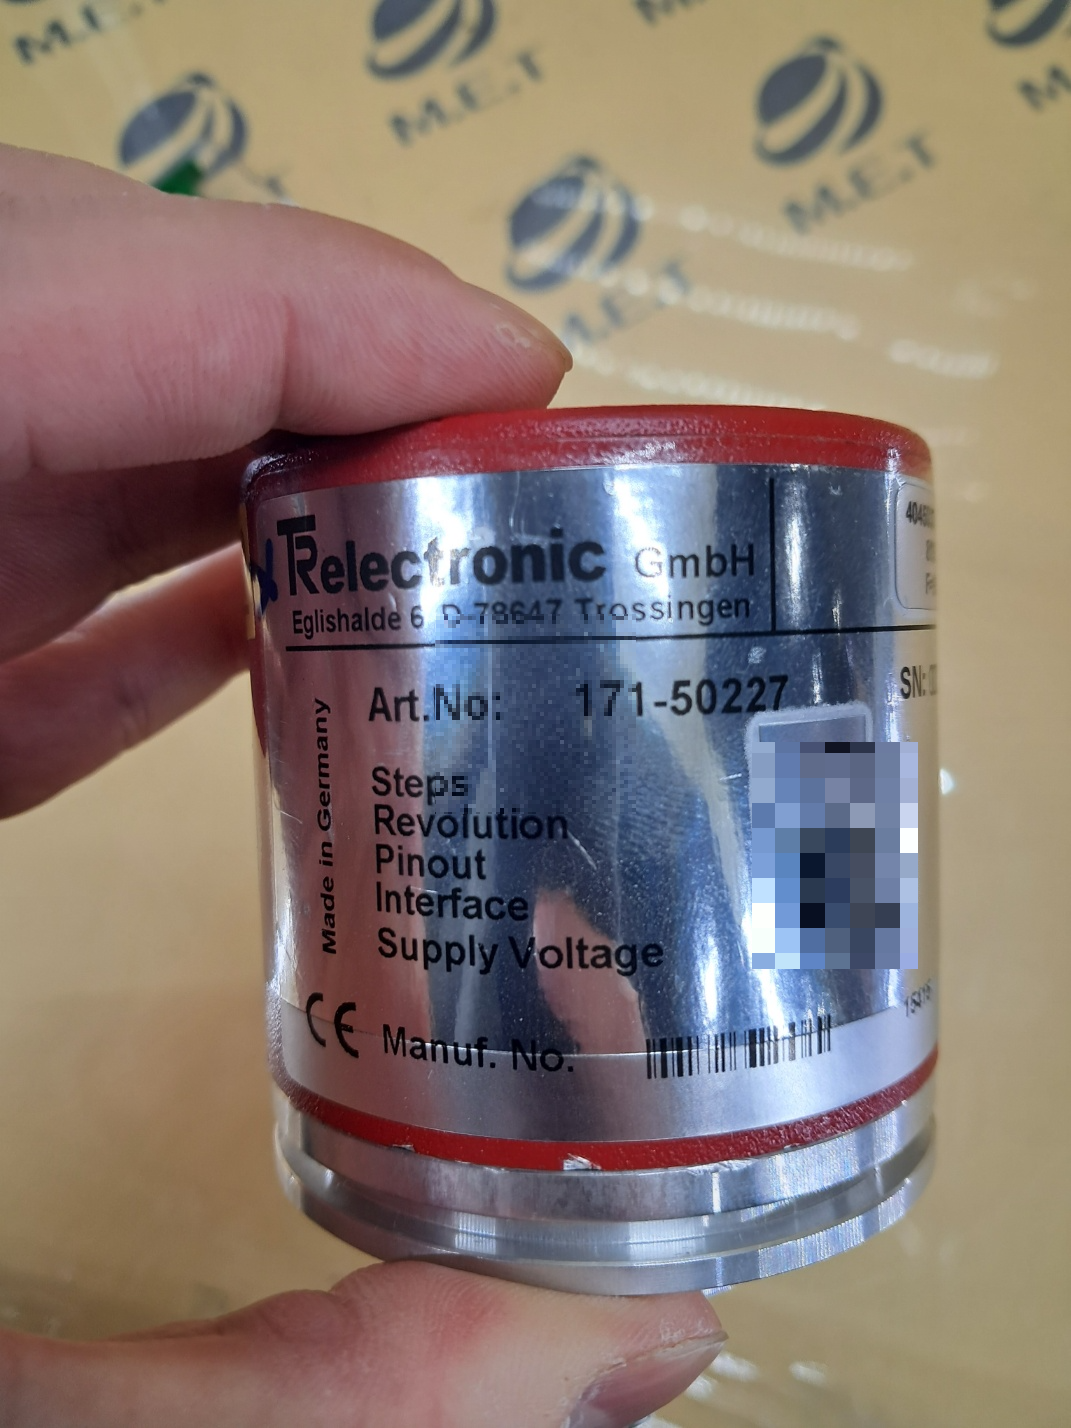 M.E.T
M.E.T
M.E.T
M.E.T
TRelectronic GmbH
Eglishalde 6 D-78647 Trossingen
Art.No: 171-50227
SN:
Made in Germany
Steps
Revolution
Pinout
Interface
Supply Voltage
CE Manuf. No.